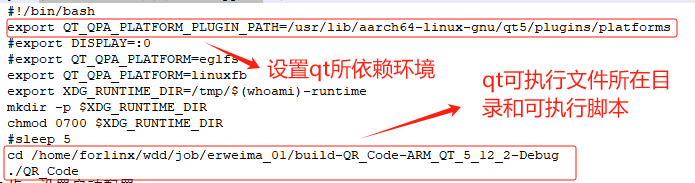 #!/bin/bash
export QT_QPA_PLATFORM_PLUGIN_PATH=/usr/lib/aarch64-linux-gnu/qt5/plugins/platforms
#export DISPLAY=:0
#export QT_QPA_PLATFORM=eglfs
export QT_QPA_PLATFORM=linuxfb
设置qt所依赖环境
export XDG_RUNTIME_DIR=/tmp/$(whoami)-runtime
mkdir -p $XDG_RUNTIME_DIR
chmod 0700 $XDG_RUNTIME_DIR
qt可执行文件所在目
录和可执行脚本
#sleep 5
cd /home/forlinx/wdd/job/erweima_01/build-QR_Code-ARM_QT_5_12_2-Debug
./QR_Code